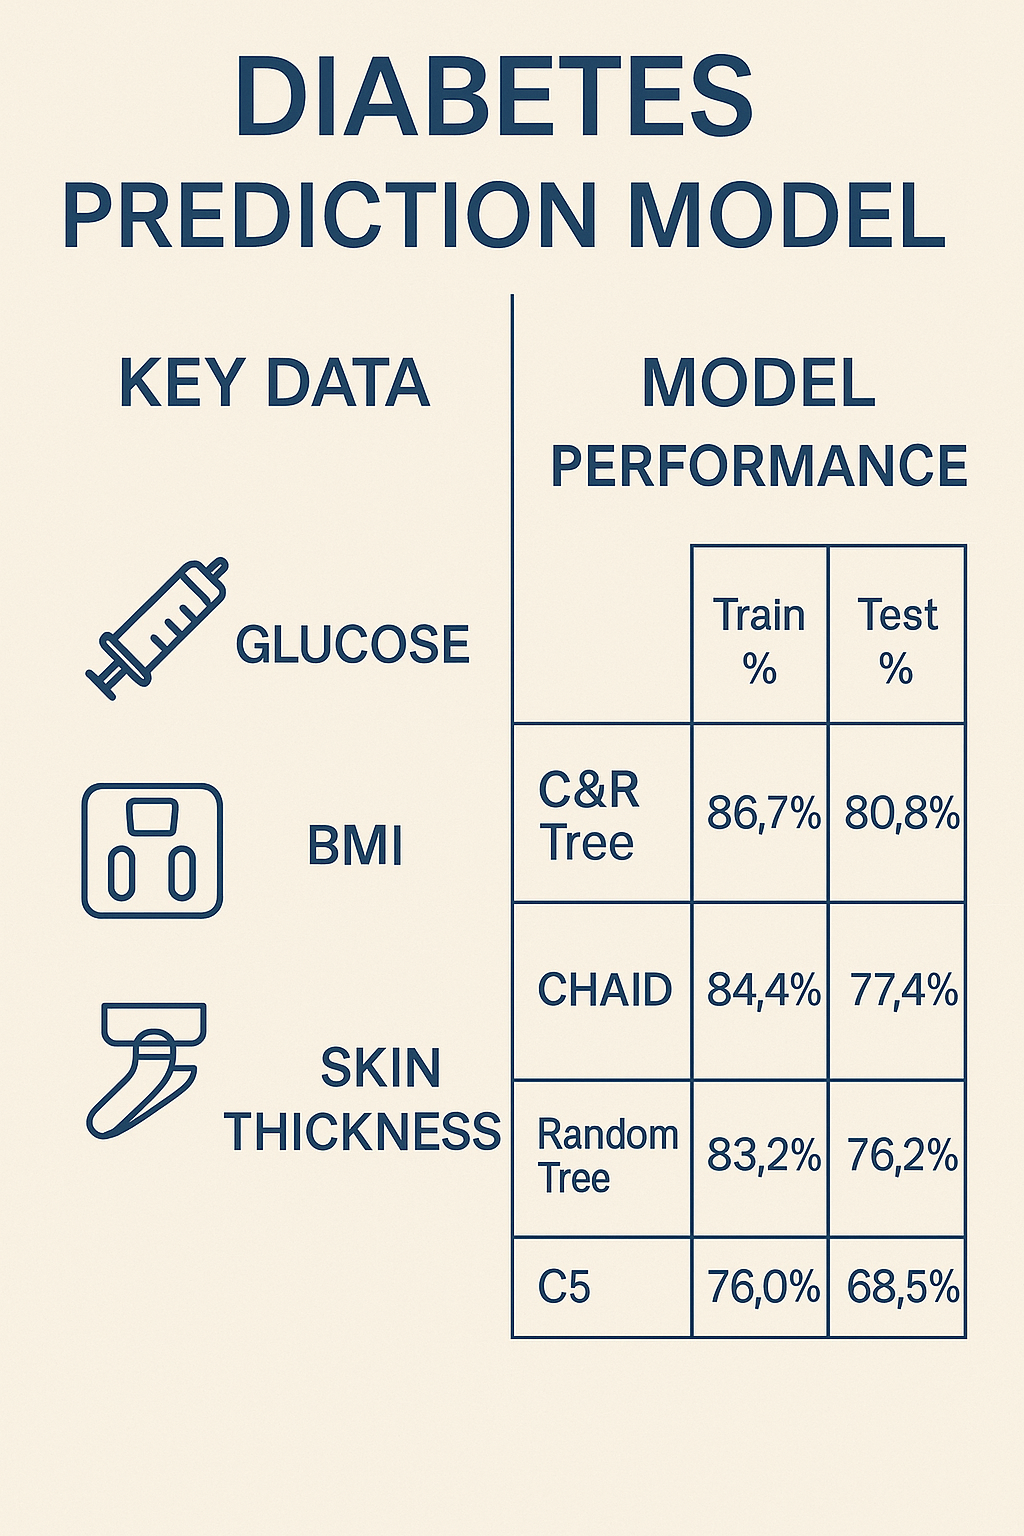 DIABETES
PREDICTION MODEL
KEY DATA
GLUCOSE
BMI
SKIN
THICKNESS
MODEL
PERFORMANCE
Train % Test %
C&R Tree 86,7% 80,8%
CHAID 84,4% 77,4%
Random Tree 83,2% 76,2%
C5 76,0% 68,5%